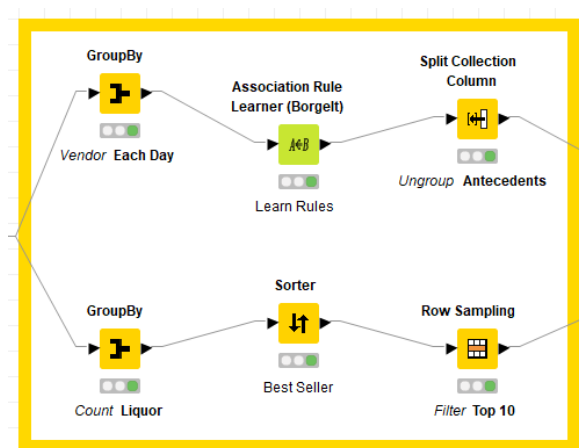 GroupBy
Vendor Each Day
Association Rule
Learner (Borgelt)
A←B
Learn Rules
Split Collection
Column
Ungroup Antecedents
GroupBy
Count Liquor
Sorter
Best Seller
Row Sampling
Filter Top 10